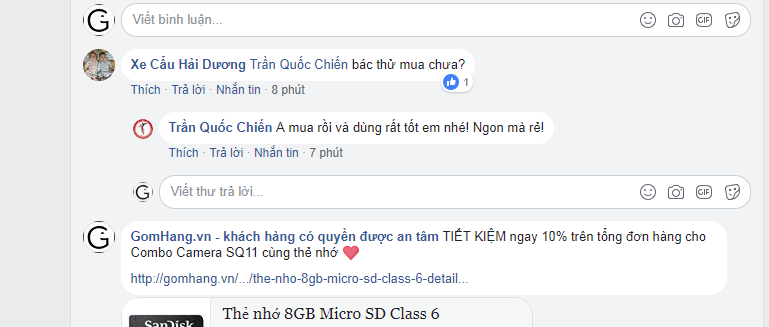 Viết bình luận...
Xe Cẩu Hải Dương Trần Quốc Chiến bác thử mua chưa?
1
Thích · Trả lời · Nhắn tin · 8 phút
Trần Quốc Chiến A mua rồi và dùng rất tốt em nhé! Ngon mà rẻ!
Thích · Trả lời · Nhắn tin · 7 phút
Viết thư trả lời...
GomHang.vn - khách hàng có quyền được an tâm TIẾT KIỆM ngay 10% trên tổng đơn hàng cho
Combo Camera SQ11 cùng thẻ nhớ
http://gomhang.vn/.../the-nho-8gb-micro-sd-class-6-detail...
SanDisk
Thẻ nhớ 8GB Micro SD Class 6